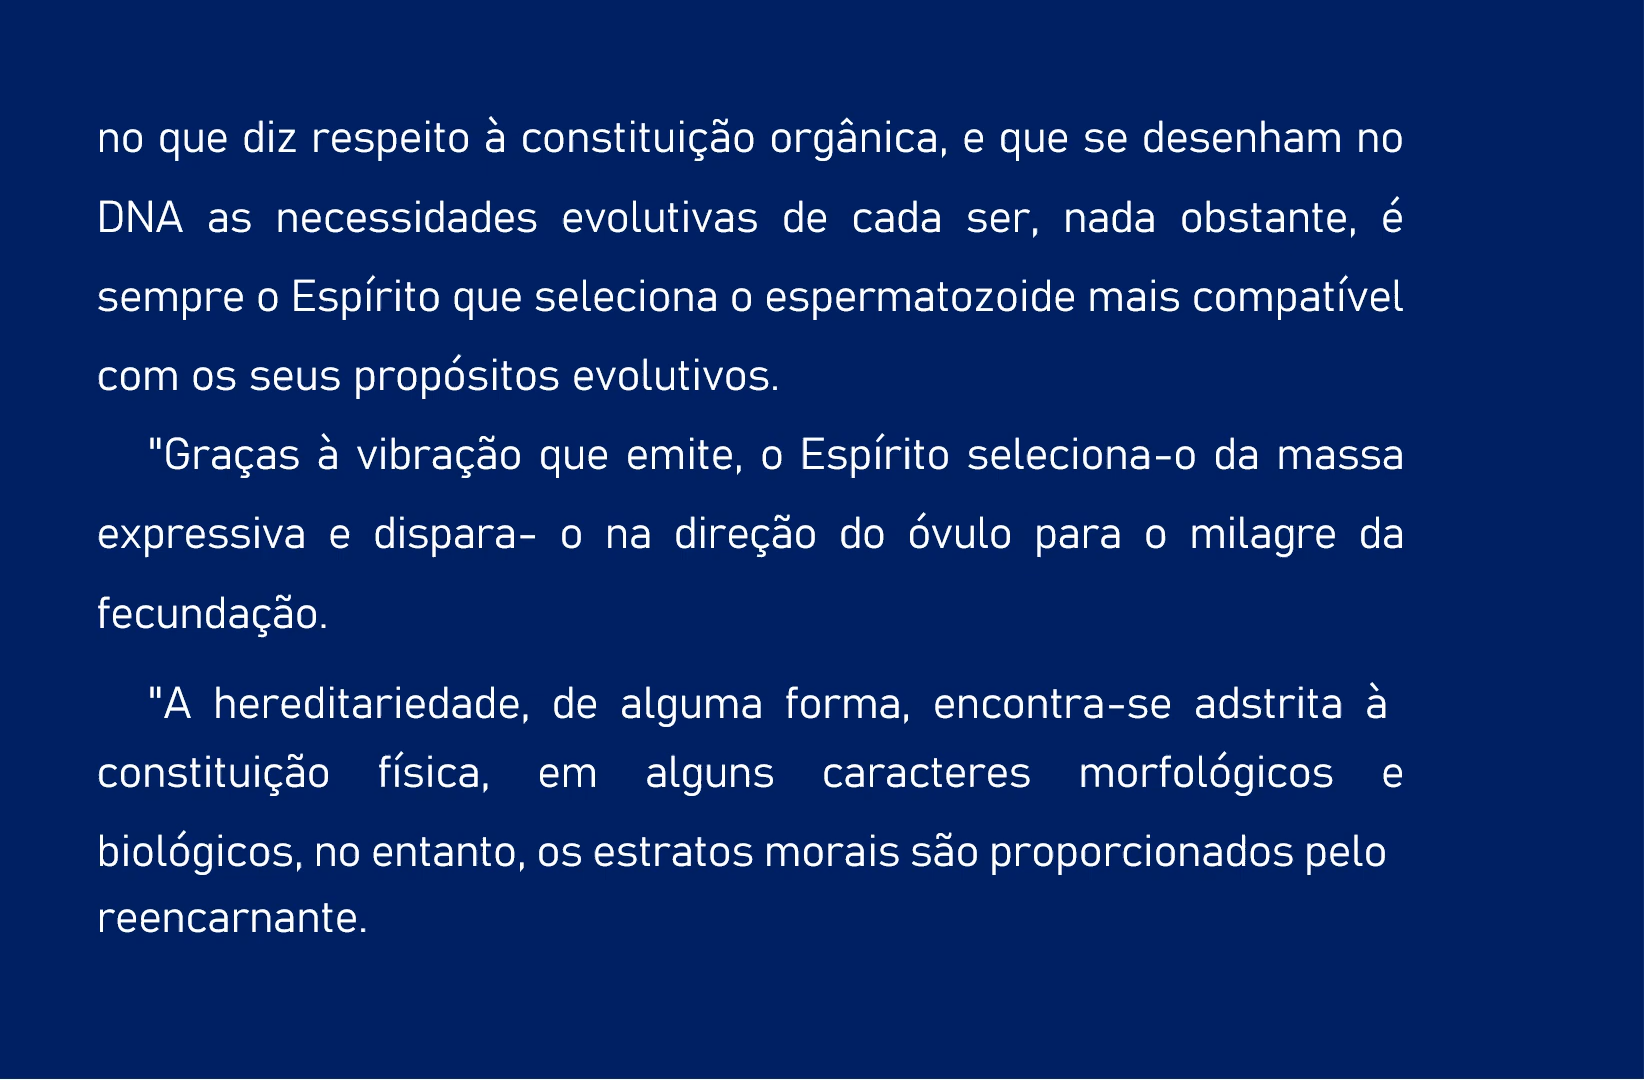 no que diz respeito à constituição orgânica, e que se desenham no
DNA as necessidades evolutivas de cada ser, nada obstante, é
sempre o Espírito que seleciona o espermatozoide mais compatível
com os seus propósitos evolutivos.
"Graças à vibração que emite, o Espírito seleciona-o da massa
expressiva e dispara- o na direção do óvulo para o milagre da
fecundação.
"A hereditariedade, de alguma forma, encontra-se adstrita à
constituição física, em alguns caracteres morfológicos e
biológicos, no entanto, os estratos morais são proporcionados pelo
reencarnante.